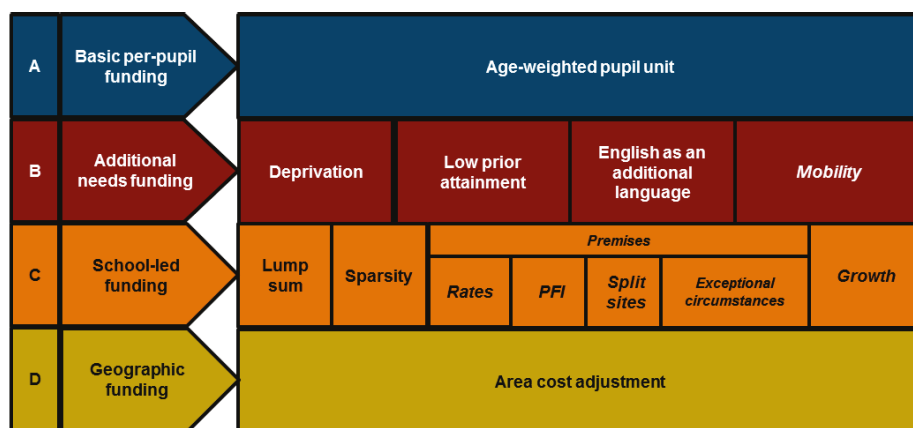 A
Basic per-pupil
funding
Age-weighted pupil unit
B
Additional
needs funding
Deprivation
Low prior
attainment
English as an
additional
language
Mobility
C
School-led
funding
Lump
sum
Sparsity
Premises
Rates
PFI
Split
sites
Exceptional
circumstances
Growth
D
Geographic
funding
Area cost adjustment